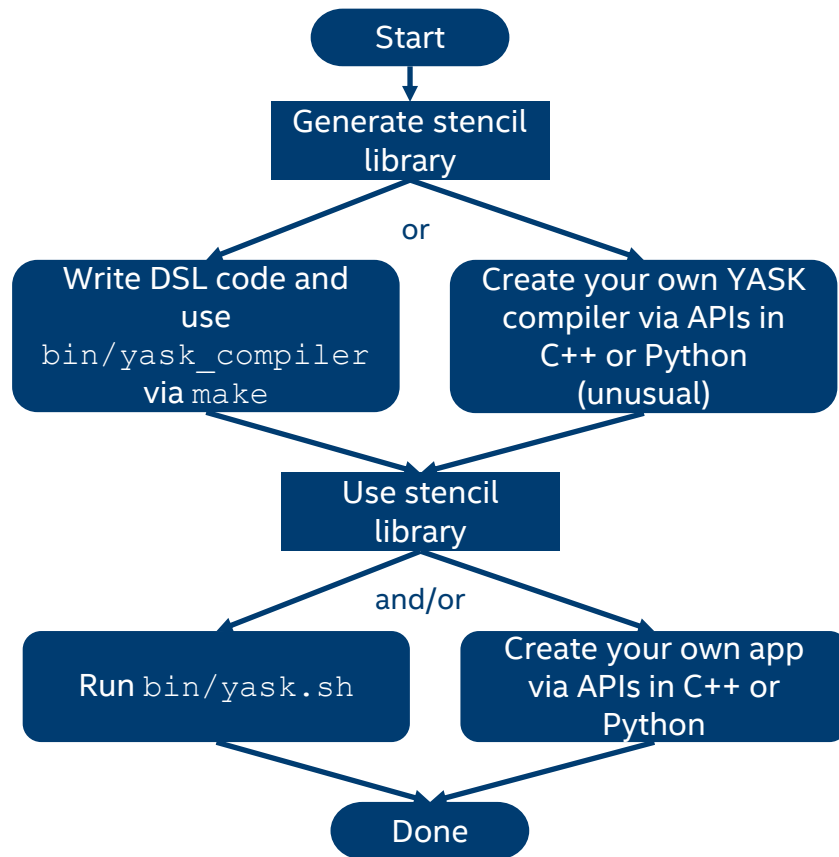 Start
Generate stencil
library
or
Write DSL code and
use
bin/yask_compiler
via make
Create your own YASK
compiler via APIs in
C++ or Python
(unusual)
Use stencil
library
and/or
Run bin/yask.sh
Create your own app
via APIs in C++ or
Python
Done